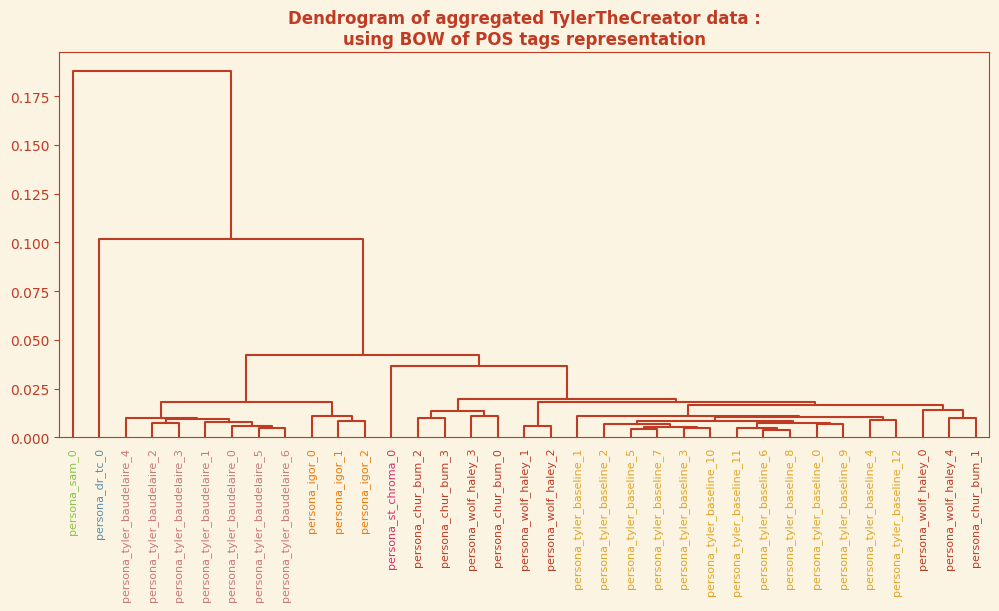 Dendrogram of aggregated TylerTheCreator data :
using BOW of POS tags representation
0.175
0.150
0.125
0.100
0.075
0.050
0.025
0.000
persona_sam_0
persona_dr_tc_0
persona_tyler_baudelaire_4
persona_tyler_baudelaire_2
persona_tyler_baudelaire_3
persona_tyler_baudelaire_1
persona_tyler_baudelaire_0
persona_tyler_baudelaire_5
persona_tyler_baudelaire_6
persona_igor_0
persona_igor_1
persona_igor_2
persona_st_chroma_0
persona_chur_bum_2
persona_chur_bum_3
persona_wolf_haley_3
persona_chur_bum_0
persona_wolf_haley_1
persona_wolf_haley_2
persona_tyler_baseline_1
persona_tyler_baseline_2
persona_tyler_baseline_5
persona_tyler_baseline_7
persona_tyler_baseline_3
persona_tyler_baseline_10
persona_tyler_baseline_11
persona_tyler_baseline_6
persona_tyler_baseline_8
persona_tyler_baseline_0
persona_tyler_baseline_9
persona_tyler_baseline_4
persona_tyler_baseline_12
persona_wolf_haley_0
persona_wolf_haley_4
persona_chur_bum_1